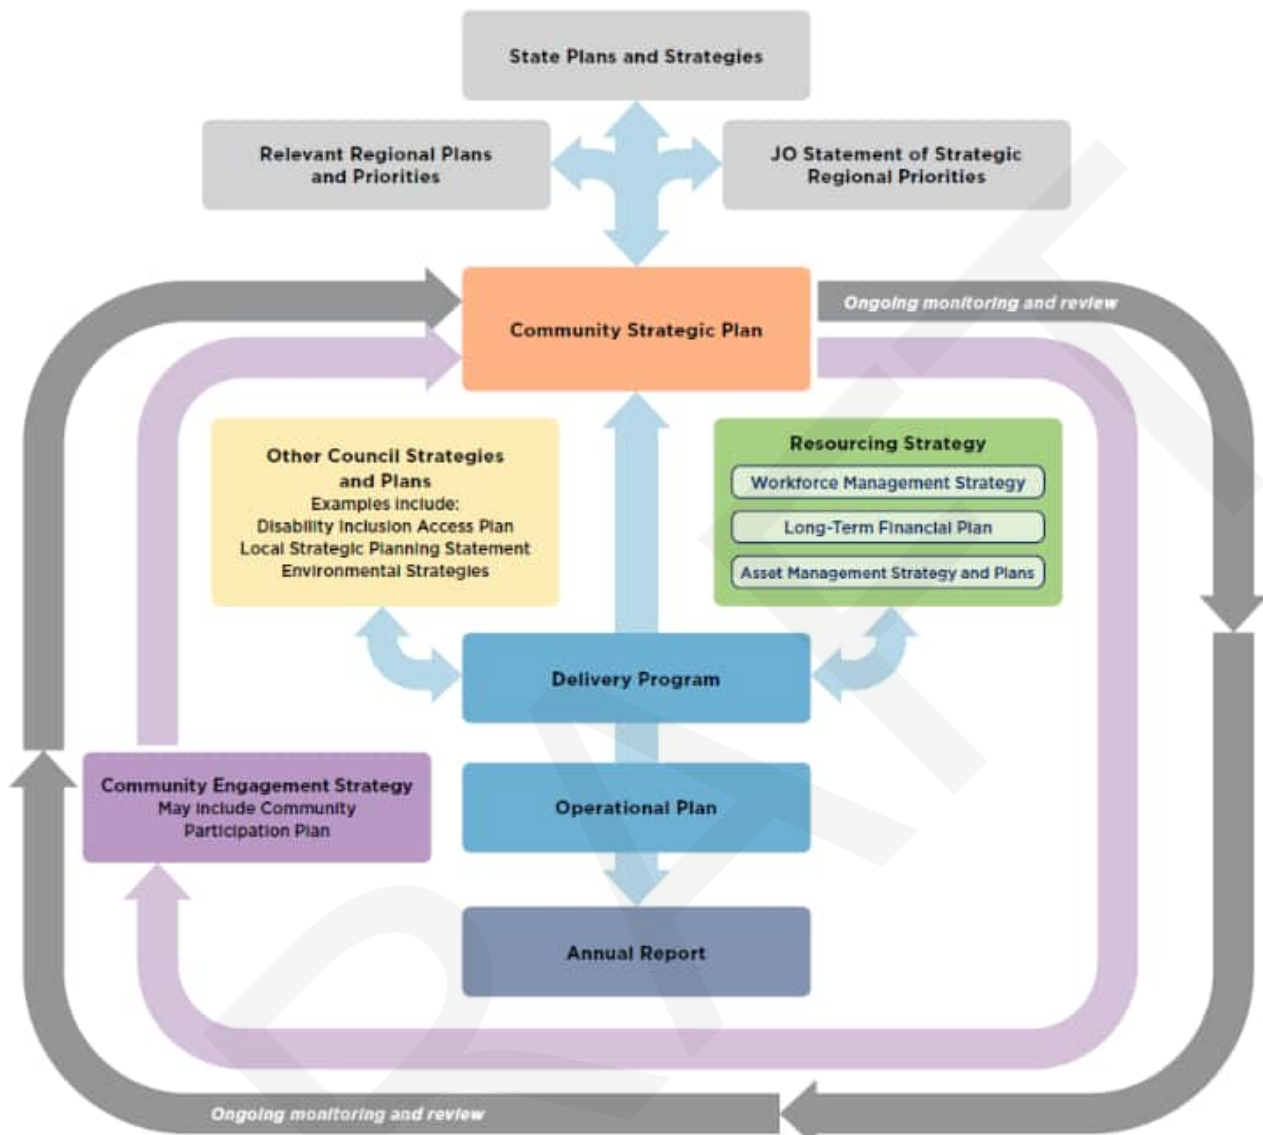 State Plans and Strategies
Relevant Regional Plans
and Priorities
JO Statement of Strategic
Regional Priorities
Community Strategic Plan
Ongoing monitoring and review
Other Council Strategies
and Plans
Examples include:
Disability Inclusion Access Plan
Local Strategic Planning Statement
Environmental Strategies
Resourcing Strategy
Workforce Management Strategy
Long-Term Financial Plan
Asset Management Strategy and Plans
Delivery Program
Community Engagement Strategy
May Include Community
Participation Plan
Operational Plan
Annual Report
Ongoing monitoring and review
DRAFT